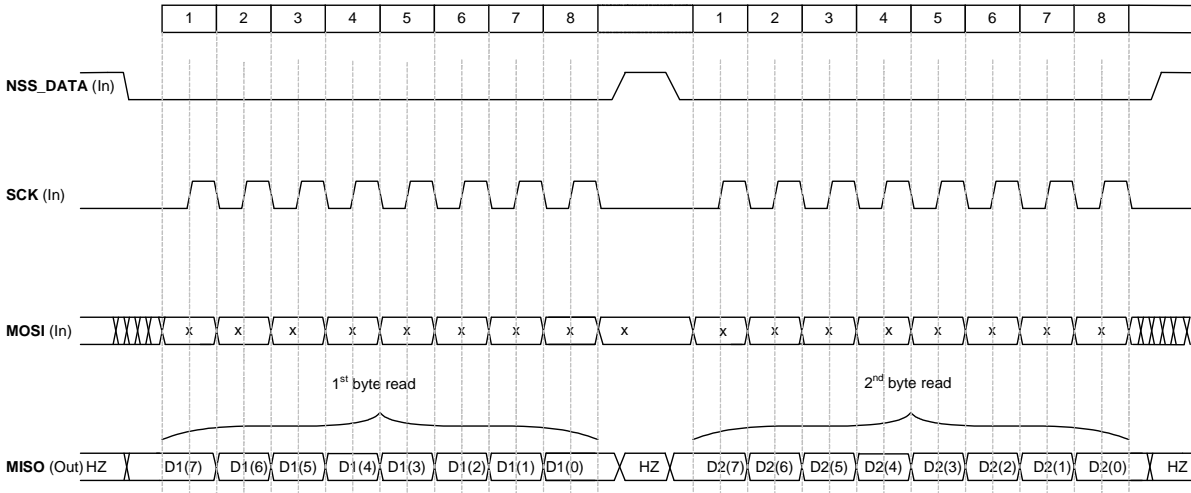 1 2 3 4 5 6 7 8 1 2 3 4 5 6 7 8
NSS_DATA (In)
SCK (In)
MOSI (In) x x x x x x x x x x x x x x x x x
1st byte read 2nd byte read
MISO (Out) HZ D1(7) D1(6) D1(5) D1(4) D1(3) D1(2) D1(1) D1(0) HZ D2(7) D2(6) D2(5) D2(4) D2(3) D2(2) D2(1) D2(0) HZ